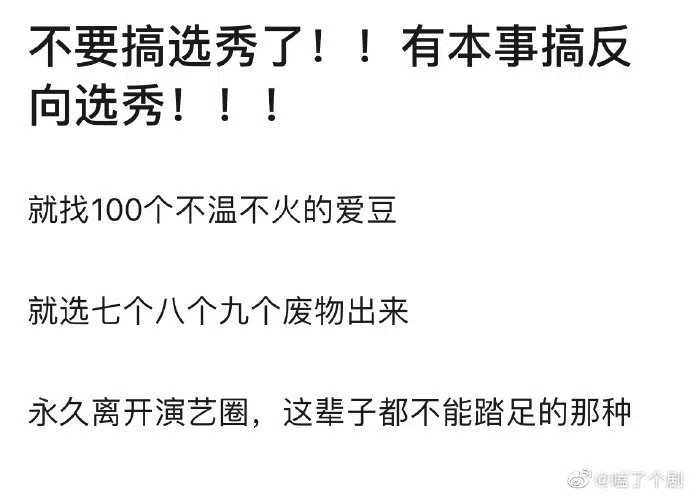 不要搞选秀了！！有本事搞反
向选秀！！！
就找100个不温不火的爱豆
就选七个八个九个废物出来
永久离开演艺圈，这辈子都不能踏足的那种
@嗑了个剧